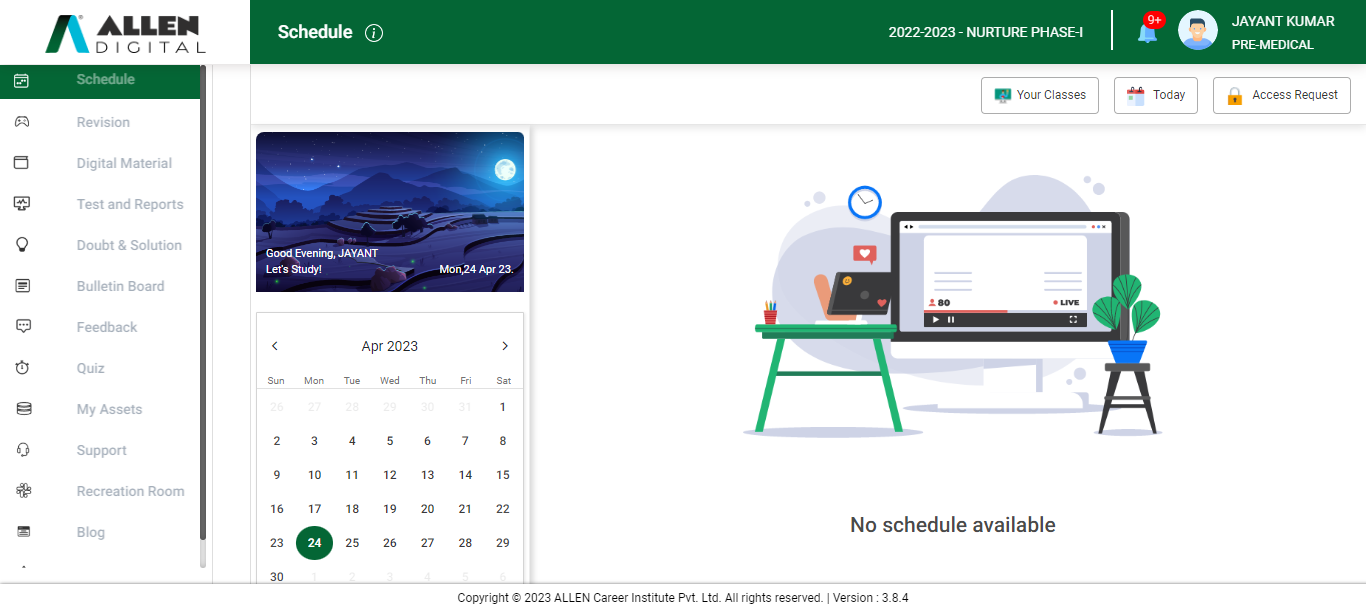 ALLEN
DIGITAL
Schedule
2022-2023 - NURTURE PHASE-I
9+
JAYANT KUMAR
PRE-MEDICAL
Schedule
Revision
Digital Material
Test and Reports
Doubt & Solution
Bulletin Board
Feedback
Quiz
My Assets
Support
Recreation Room
Blog
Your Classes
Today
Access Request
Good Evening, JAYANT
Let's Study!
Mon,24 Apr 23.
Apr 2023
Sun Mon Tue Wed Thu Fri Sat
26 27 28 29 30 31 1
2 3 4 5 6 7 8
9 10 11 12 13 14 15
16 17 18 19 20 21 22
23 24 25 26 27 28 29
30 1 2 3 4 5 6
80
LIVE
No schedule available
Copyright © 2023 ALLEN Career Institute Pvt. Ltd. All rights reserved. | Version : 3.8.4